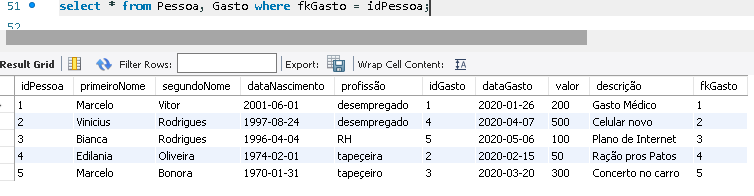 51 select * from Pessoa, Gasto where fkGasto = idPessoa;
52
Result Grid Filter Rows: Export: Wrap Cell Content:
idPessoa primeiroNome segundoNome dataNascimento profissão idGasto dataGasto valor descrição fkGasto
1 Marcelo Vitor 2001-06-01 desempregado 1 2020-01-26 200 Gasto Médico 1
2 Vinicius Rodrigues 1997-08-24 desempregado 4 2020-04-07 500 Celular novo 2
3 Bianca Rodrigues 1996-04-04 RH 5 2020-05-06 100 Plano de Internet 3
4 Edilania Oliveira 1974-02-01 tapeçeira 2 2020-02-15 50 Ração pros Patos 4
5 Marcelo Bonora 1970-01-31 tapeceiro 3 2020-03-20 300 Concerto no carro 5